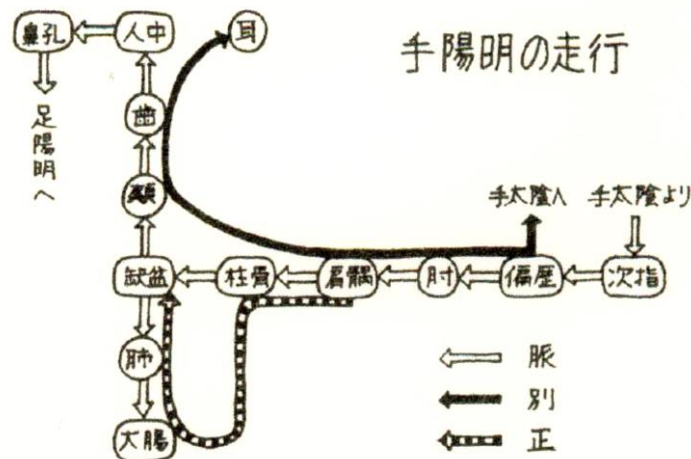 手陽明の走行
鼻孔
人中
耳
歯
足陽明へ
手太陰へ
手太陰より
缺盆
柱骨
肩髃
肘
偏歴
次指
肺
大腸
脈
別
正